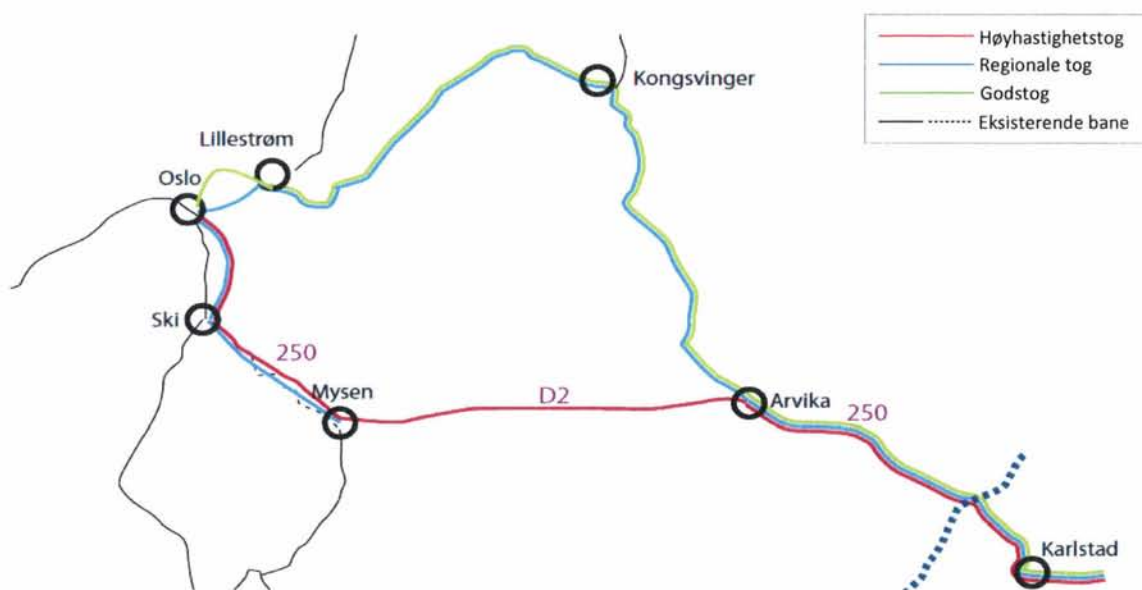 Høyhastighetstog
Regionale tog
Godstog
Eksisterende bane
Kongsvinger
Lillestrøm
Oslo
Ski
250
Mysen
D2
Arvika
250
Karlstad